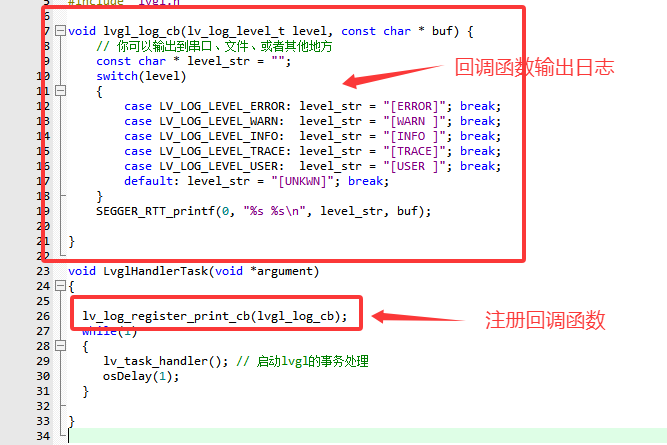 5 #include "lvgl.h"
6
7 void lvgl_log_cb(lv_log_level_t level, const char * buf) {
8 // 你可以输出到串口、文件、或者其他地方
9 const char * level_str = "";
10 switch(level)
11 {
12 case LV_LOG_LEVEL_ERROR: level_str = "[ERROR]"; break;
13 case LV_LOG_LEVEL_WARN:  level_str = "[WARN ]"; break;
14 case LV_LOG_LEVEL_INFO:  level_str = "[INFO ]"; break;
15 case LV_LOG_LEVEL_TRACE: level_str = "[TRACE]"; break;
16 case LV_LOG_LEVEL_USER:  level_str = "[USER ]"; break;
17 default: level_str = "[UNKWN]"; break;
18 }
19 SEGGER_RTT_printf(0, "%s %s\n", level_str, buf);
20
21 }
22
回调函数输出日志
23 void LvglHandlerTask(void *argument)
24 {
25
26 lv_log_register_print_cb(lvgl_log_cb);
注册回调函数
27 while(1)
28 {
29 lv_task_handler(); // 启动lvgl的事务处理
30 osDelay(1);
31 }
32
33 }
34